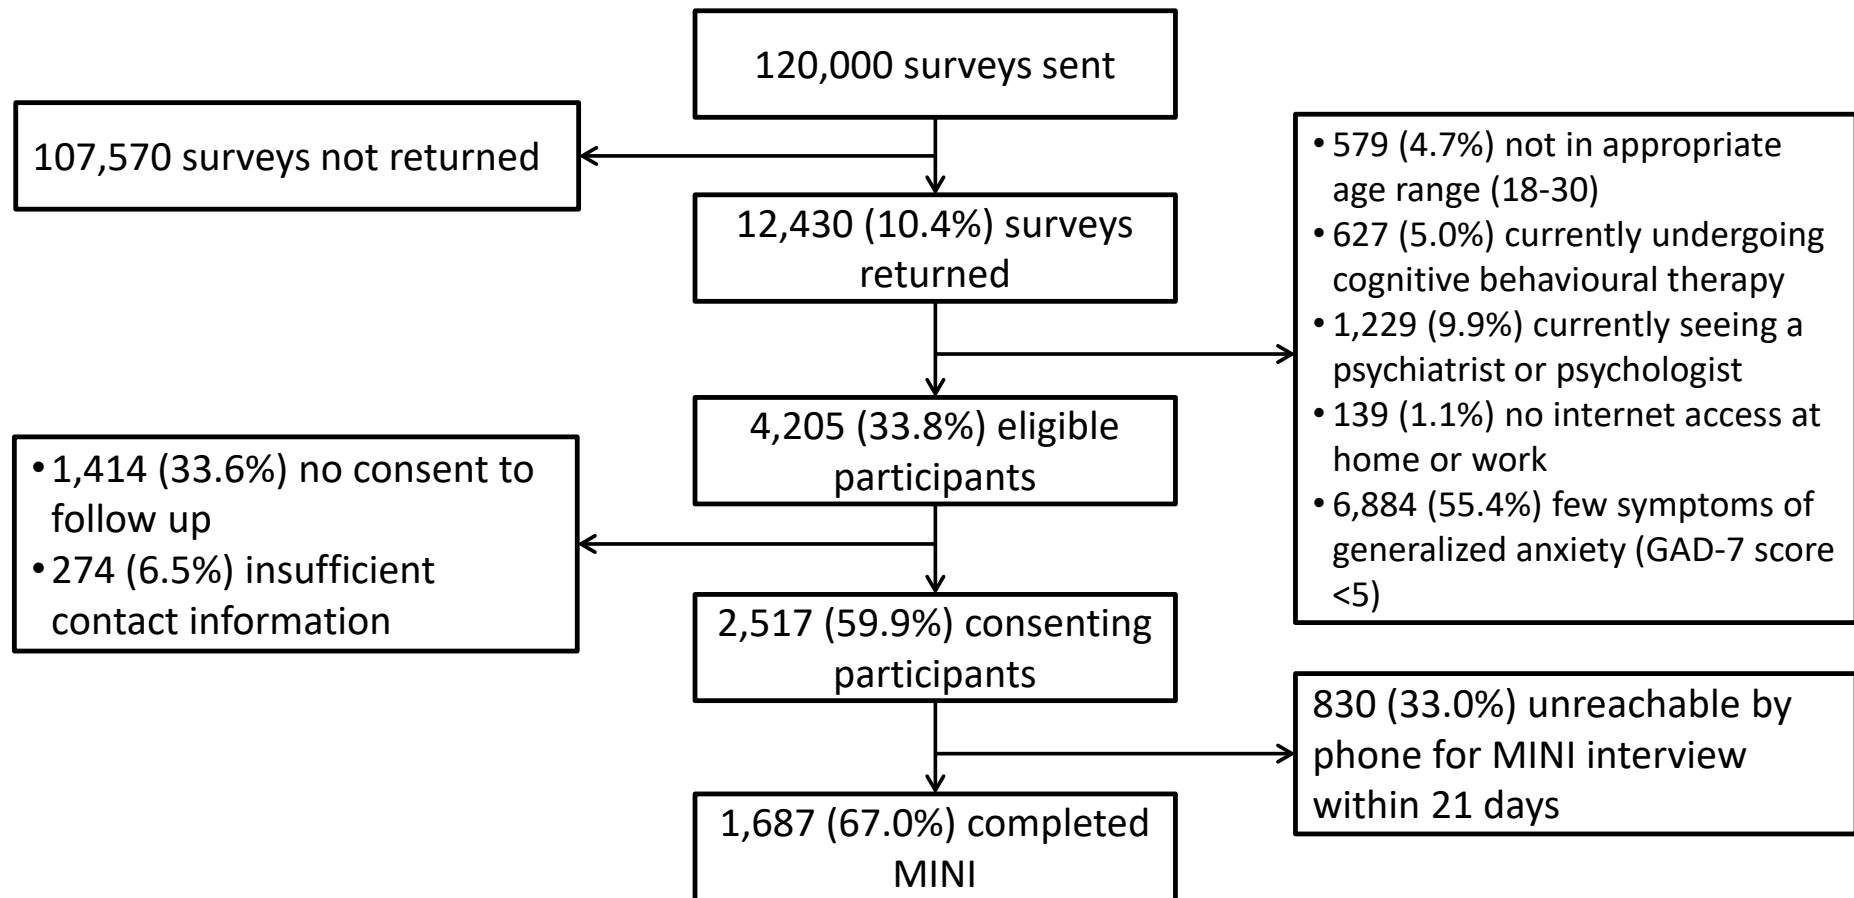 120,000 surveys sent
107,570 surveys not returned
12,430 (10.4%) surveys
returned
• 579 (4.7%) not in appropriate
age range (18-30)
• 627 (5.0%) currently undergoing
cognitive behavioural therapy
• 1,229 (9.9%) currently seeing a
psychiatrist or psychologist
• 139 (1.1%) no internet access at
home or work
• 6,884 (55.4%) few symptoms of
generalized anxiety (GAD-7 score
<5)
4,205 (33.8%) eligible
participants
• 1,414 (33.6%) no consent to
follow up
• 274 (6.5%) insufficient
contact information
2,517 (59.9%) consenting
participants
830 (33.0%) unreachable by
phone for MINI interview
within 21 days
1,687 (67.0%) completed
MINI